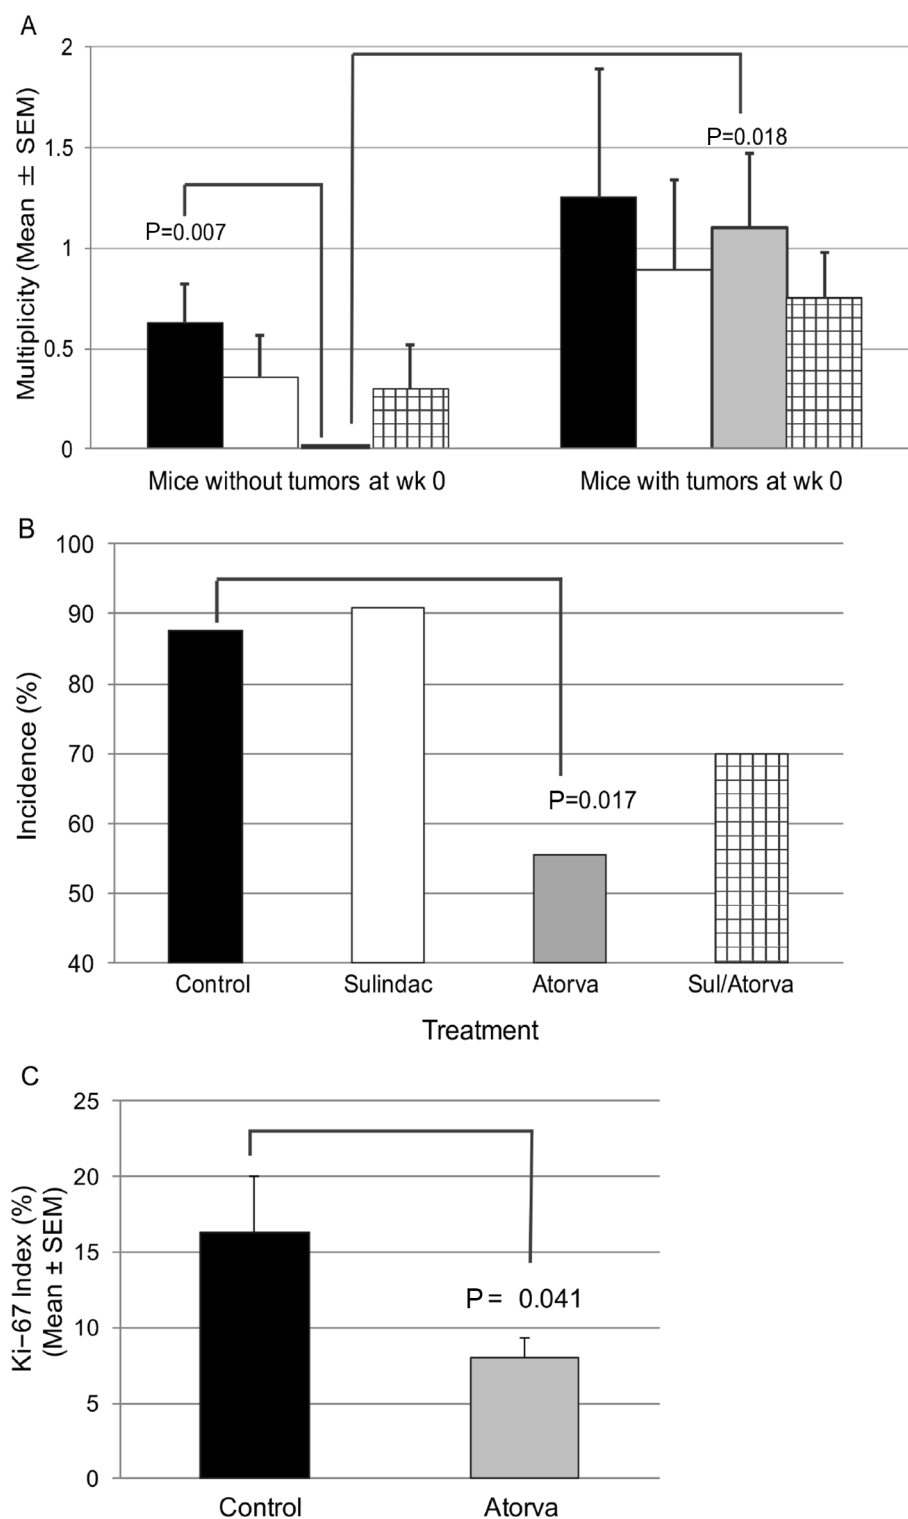 A
Multiplicity (Mean ± SEM)
2
1.5
1
0.5
0
P=0.007
P=0.018
Mice without tumors at wk 0
Mice with tumors at wk 0
B
Incidence (%)
100
90
80
70
60
50
40
P=0.017
Control
Sulindac
Atorva
Sul/Atorva
Treatment
C
Ki−67 Index (%)
(Mean ± SEM)
25
20
15
10
5
0
P = 0.041
Control
Atorva